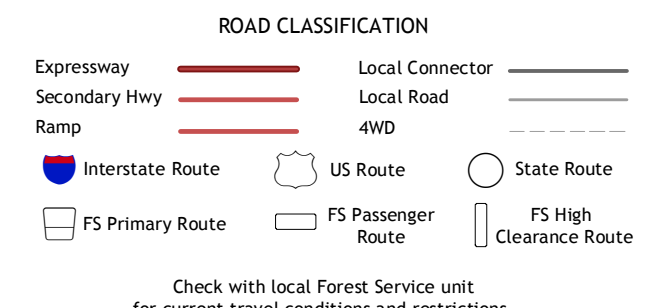 ROAD CLASSIFICATION
Expressway
Local Connector
Secondary Hwy
Local Road
Ramp
4WD
Interstate Route
US Route
State Route
FS Primary Route
FS Passenger
Route
FS High
Clearance Route
Check with local Forest Service unit
for current travel conditions and restrictions